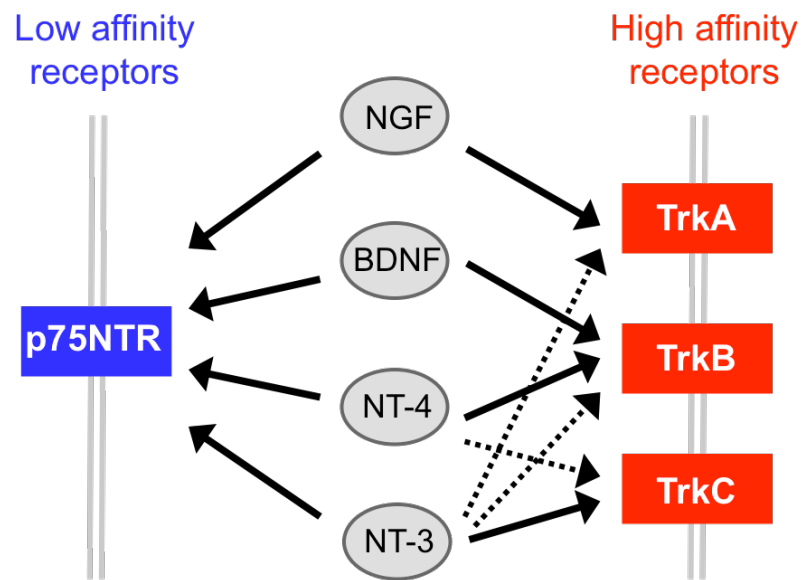 Low affinity
receptors
High affinity
receptors
NGF
BDNF
NT-4
NT-3
p75NTR
TrkA
TrkB
TrkC